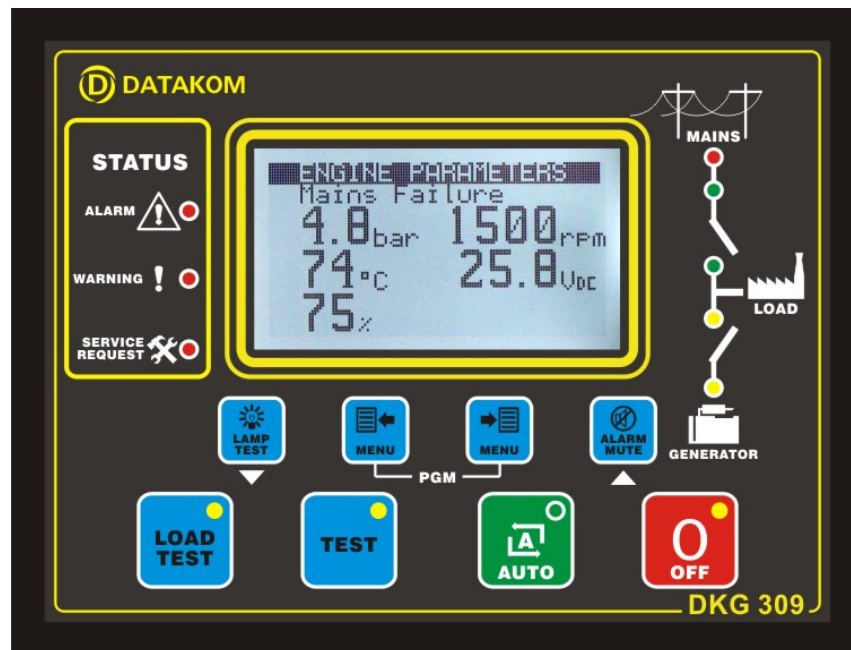 D DATAKOM
STATUS
ALARM
WARNING !
SERVICE
REQUEST
ENGINE PARAMETERS
Mains Failure
4.8bar 1500rpm
74°C 25.8VDC
75%
MAINS
LOAD
GENERATOR
LAMP
TEST
MENU
MENU
ALARM
MUTE
PGM
LOAD
TEST
TEST
A
AUTO
0
OFF
DKG 309